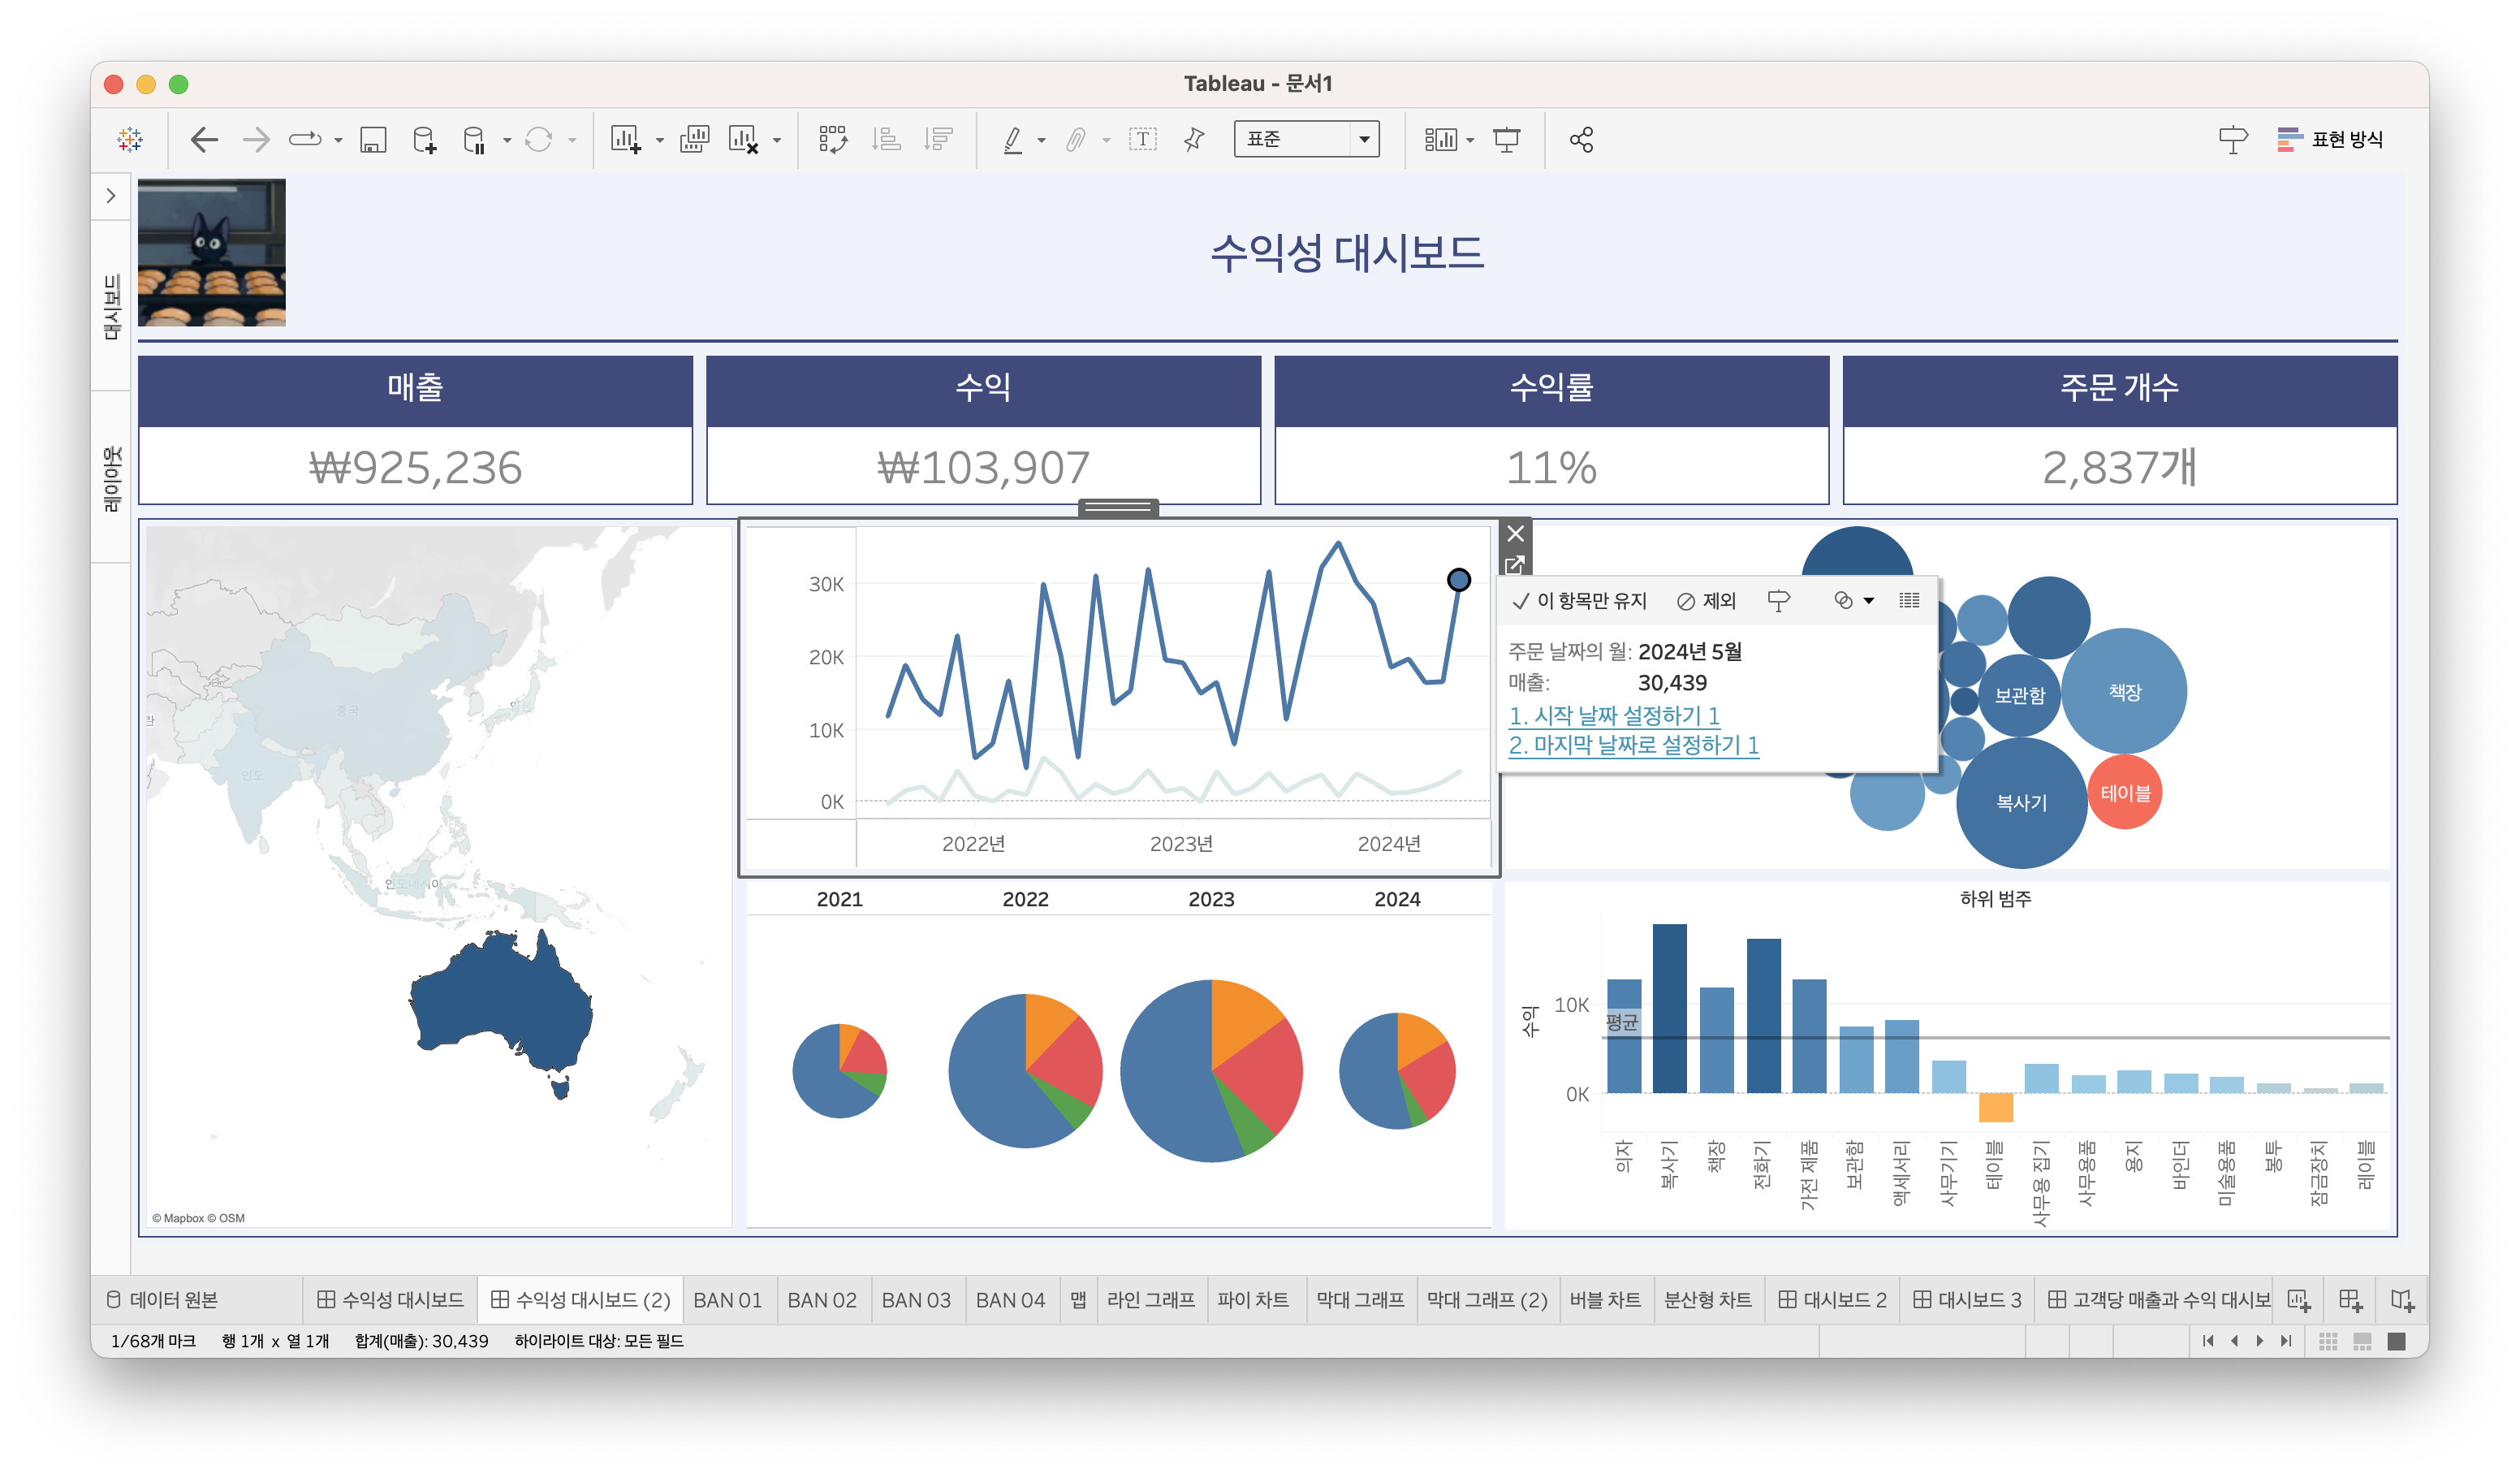 Tableau - 문서1
표준
표현 방식
대시보드
레이아웃
수익성 대시보드
매출
수익
수익률
주문 개수
₩925,236
₩103,907
11%
2,837개
중국
일본
인도
인도네시아
© Mapbox © OSM
30K
20K
10K
0K
2022년
2023년
2024년
이 항목만 유지
제외
주문 날짜의 월: 2024년 5월
매출: 30,439
1. 시작 날짜 설정하기 1
2. 마지막 날짜로 설정하기 1
보관함
책장
복사기
테이블
2021
2022
2023
2024
하위 범주
수익
10K
평균
0K
의자
복사기
책장
전화기
가전 제품
보관함
액세서리
사무기기
테이블
사무용 집기
사무용품
용지
바인더
미술용품
봉투
잠금장치
레이블
데이터 원본
수익성 대시보드
수익성 대시보드 (2)
BAN 01
BAN 02
BAN 03
BAN 04
맵
라인 그래프
파이 차트
막대 그래프
막대 그래프 (2)
버블 차트
분산형 차트
대시보드 2
대시보드 3
고객당 매출과 수익 대시보
1/68개 마크 행 1개 x 열 1개 합계(매출): 30,439 하이라이트 대상: 모든 필드